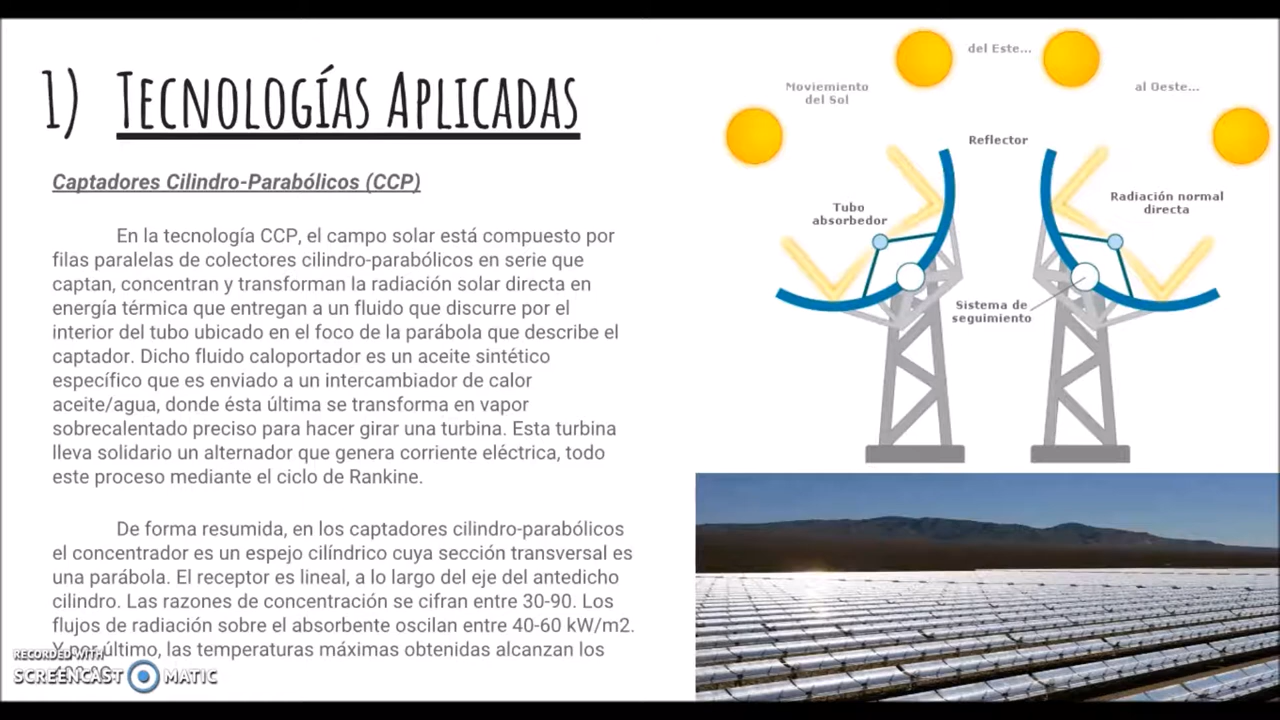 1) Tecnologías Aplicadas
Captadores Cilindro-Parabólicos (CCP)
En la tecnología CCP, el campo solar está compuesto por
filas paralelas de colectores cilindro-parabólicos en serie que
captan, concentran y transforman la radiación solar directa en
energía térmica que entregan a un fluido que discurre por el
interior del tubo ubicado en el foco de la parábola que describe el
captador. Dicho fluido caloportador es un aceite sintético
específico que es enviado a un intercambiador de calor
aceite/agua, donde ésta última se transforma en vapor
sobrecalentado preciso para hacer girar una turbina. Esta turbina
lleva solidario un alternador que genera corriente eléctrica, todo
este proceso mediante el ciclo de Rankine.
De forma resumida, en los captadores cilindro-parabólicos
el concentrador es un espejo cilíndrico cuya sección transversal es
una parábola. El receptor es lineal, a lo largo del eje del antedicho
cilindro. Las razones de concentración se cifran entre 30-90. Los
flujos de radiación sobre el absorbente oscilan entre 40-60 kW/m2.
último, las temperaturas máximas obtenidas alcanzan los
RECORDED WITH
SCREENCAST MATIC
del Este...
Moviemiento
del Sol
al Oeste...
Reflector
Tubo
absorbedor
Radiación normal
directa
Sistema de
seguimiento